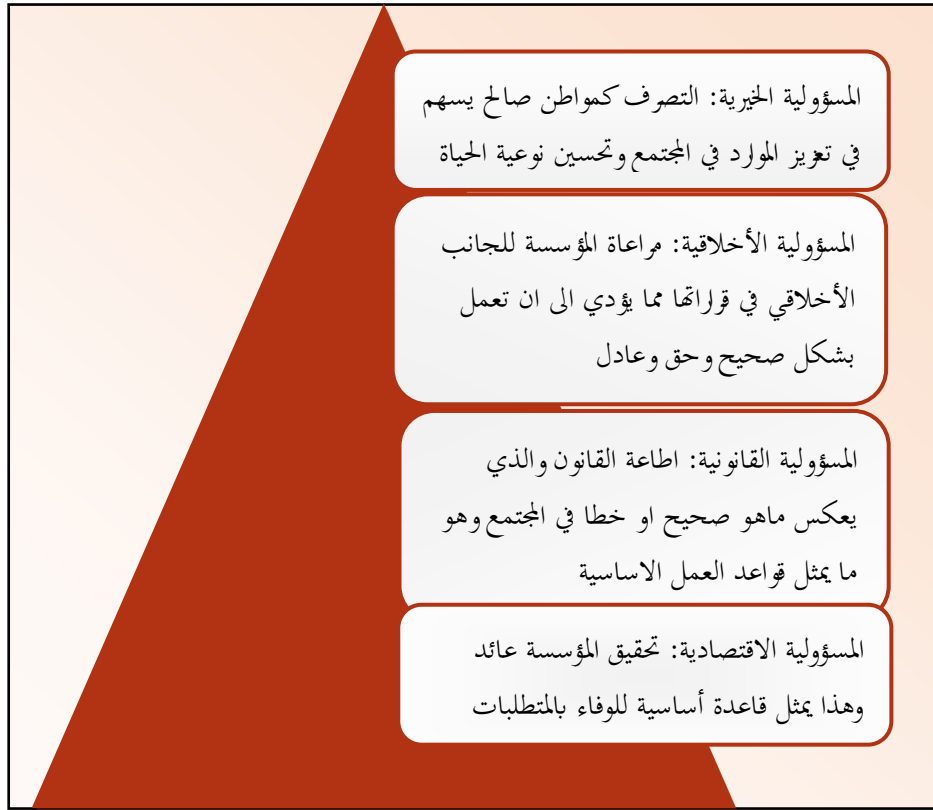 المسؤولية الخيرية: التصرف كمواطن صالح يسهم
في تعزيز الموارد في المجتمع وتحسين نوعية الحياة
المسؤولية الأخلاقية: مراعاة المؤسسة للجانب
الأخلاقي في قراراتها مما يؤدي الى ان تعمل
بشكل صحيح وحق وعادل
المسؤولية القانونية: اطاعة القانون والذي
يعكس ماهو صحيح او خطا في المجتمع وهو
ما يمثل قواعد العمل الاساسية
المسؤولية الاقتصادية: تحقيق المؤسسة عائد
وهذا يمثل قاعدة أساسية للوفاء بالمتطلبات